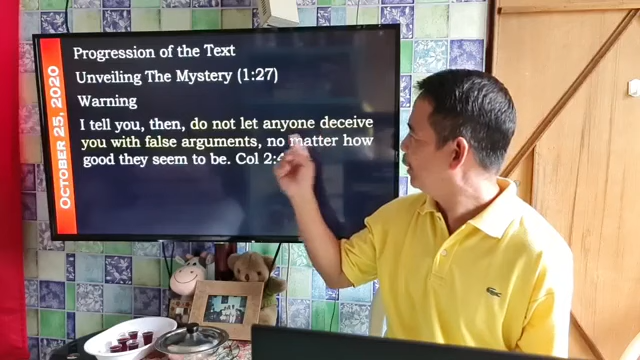 OCTOBER 25, 2020
Progression of the Text
Unveiling The Mystery (1:27)
Warning
I tell you, then, do not let anyone deceive
you with false arguments, no matter how
good they seem to be. Col 2:4